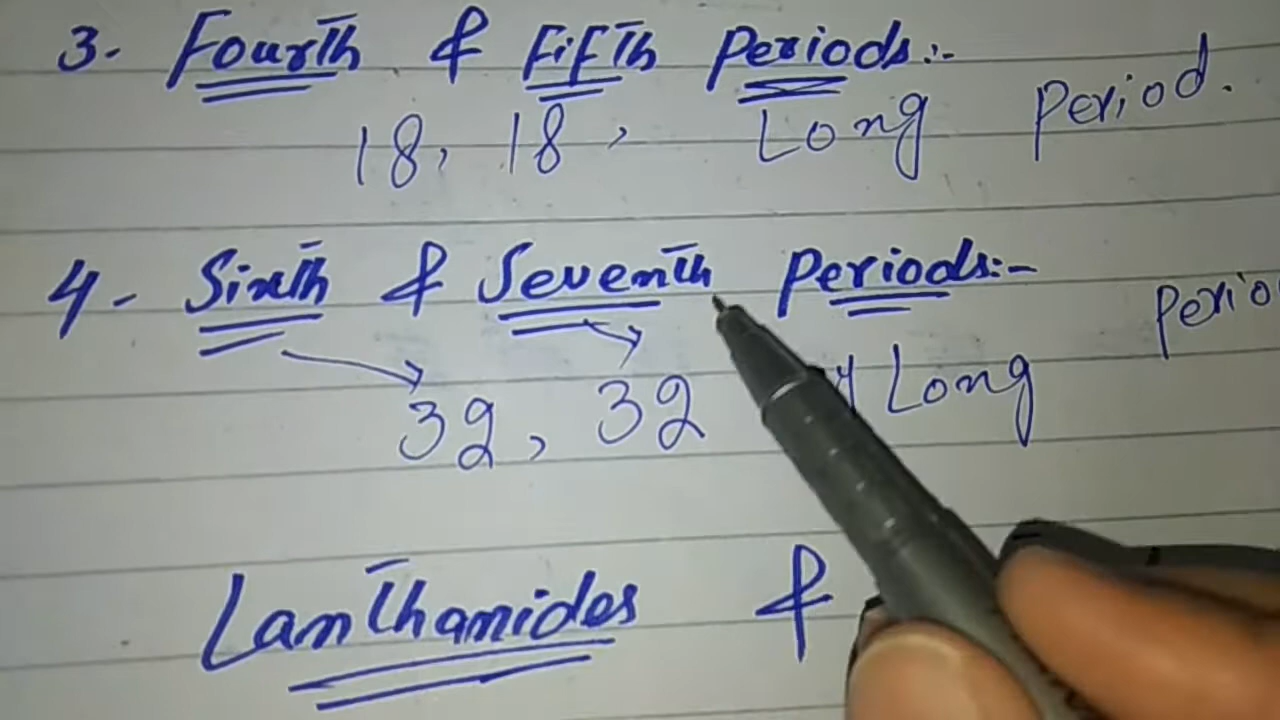 3. Fourth & Fifth Periods:-
18, 18, Long Period.
4- Sixth & Seventh Periods:-
32, 32 y Long Perio
Lanthanides &